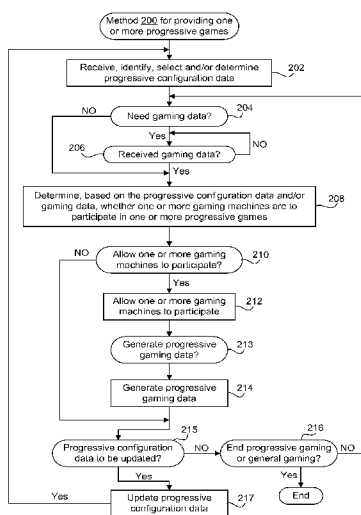 Method 200 for providing one
or more progressive games
Receive, identify, select and/or determine
progressive configuration data
202
Need gaming data?
204
NO
Yes
206
Received gaming data?
NO
Yes
Determine, based on the progressive configuration data and/or
gaming data, whether one or more gaming machines are to
participate in one or more progressive games
208
NO
Allow one or more gaming
machines to participate?
210
Yes
Allow one or more gaming
machines to participate
212
Generate progressive
gaming data?
213
Generate progressive
gaming data
214
215
216
Progressive configuration
data to be updated?
NO
End progressive gaming
or general gaming?
NO
Yes
Yes
Yes
Update progressive
configuration data
217
End